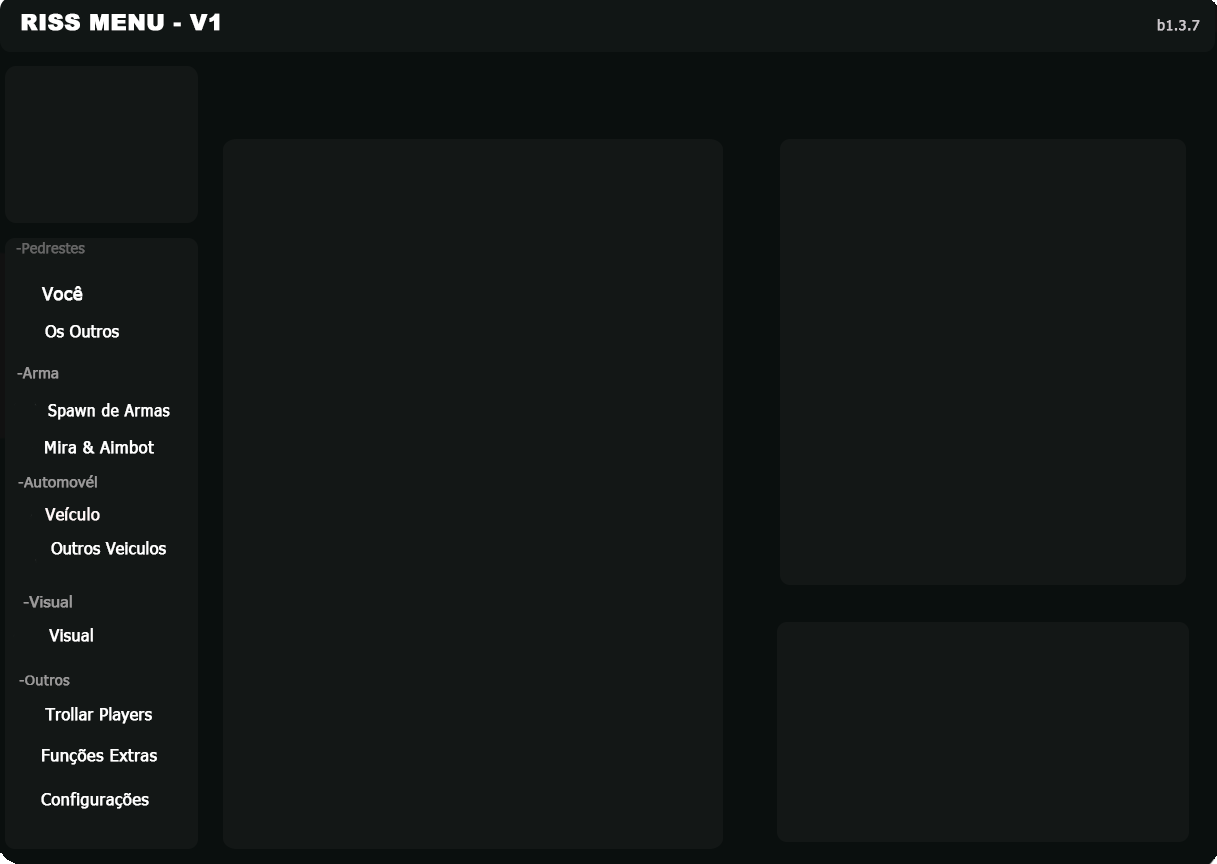 RISS MENU - V1
b1.3.7
-Pedrestes
Você
Os Outros
-Arma
Spawn de Armas
Mira & Aimbot
-Automovél
Veículo
Outros Veiculos
-Visual
Visual
-Outros
Trollar Players
Funções Extras
Configurações